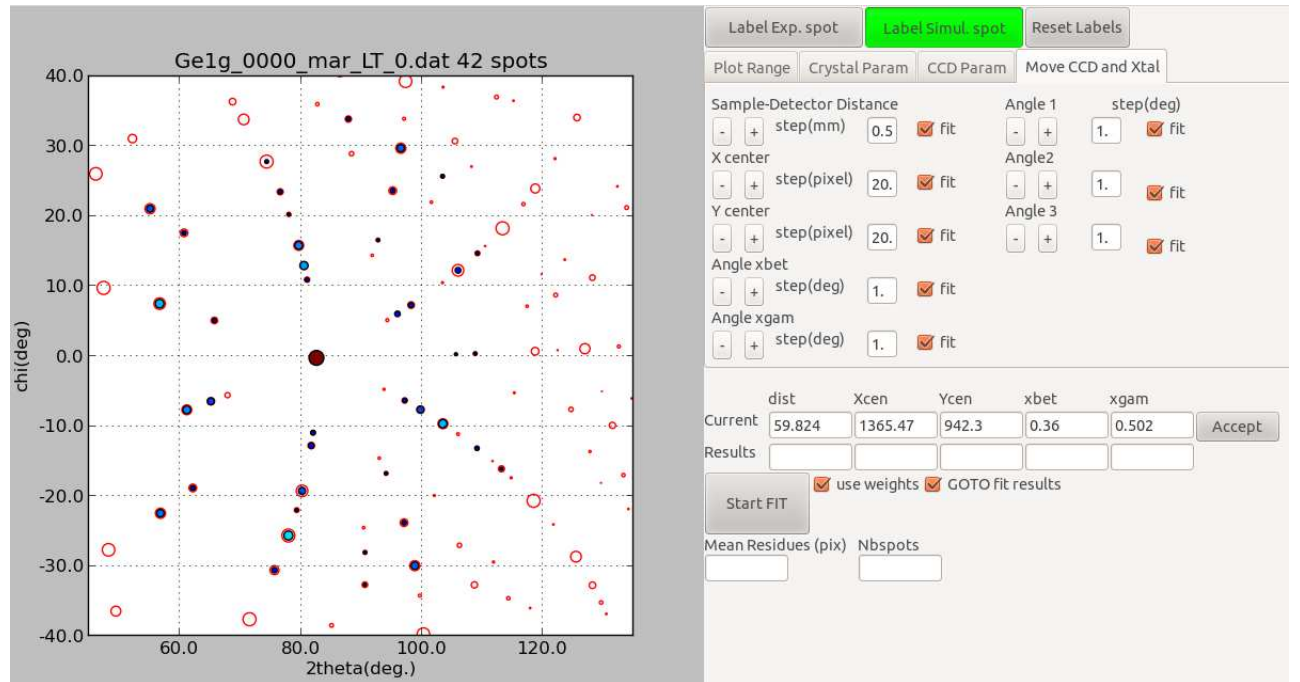 Ge1g_0000_mar_LT_0.dat 42 spots
40.0
30.0
20.0
10.0
0.0
-10.0
-20.0
-30.0
-40.0
chi(deg)
60.0 80.0 100.0 120.0
2theta(deg.)
Label Exp. spot Label Simul. spot Reset Labels
Plot Range Crystal Param CCD Param Move CCD and Xtal
Sample-Detector Distance Angle 1 step(deg)
- + step(mm) 0.5 fit - + 1. fit
X center Angle2
- + step(pixel) 20. fit - + 1. fit
Y center Angle 3
- + step(pixel) 20. fit - + 1. fit
Angle xbet
- + step(deg) 1. fit
Angle xgam
- + step(deg) 1. fit
dist Xcen Ycen xbet xgam
Current 59.824 1365.47 942.3 0.36 0.502 Accept
Results
Start FIT use weights GOTO fit results
Mean Residues (pix) Nbspots